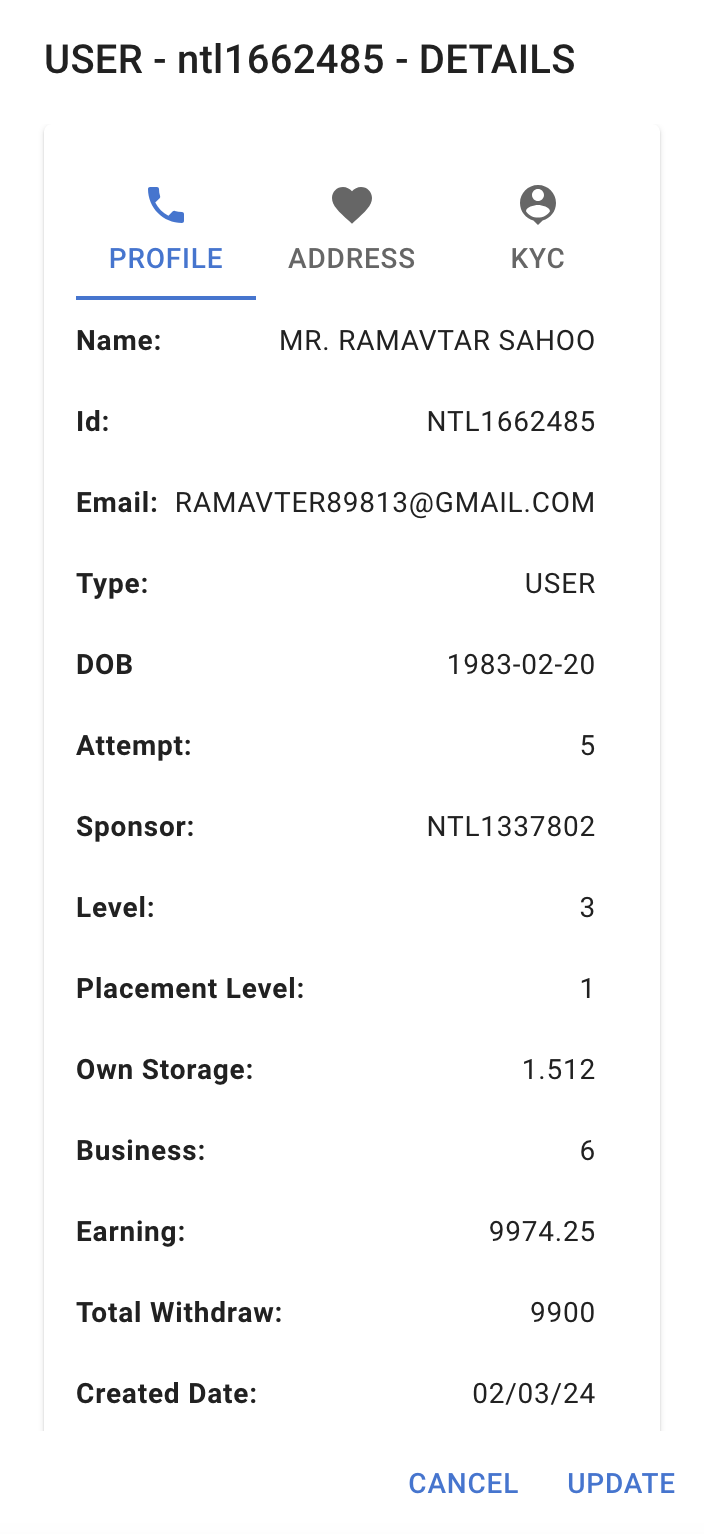 USER - ntl1662485 - DETAILS
PROFILE ADDRESS KYC
Name: MR. RAMAVTAR SAHOO
Id: NTL1662485
Email: RAMAVTER89813@GMAIL.COM
Type: USER
DOB 1983-02-20
Attempt: 5
Sponsor: NTL1337802
Level: 3
Placement Level: 1
Own Storage: 1.512
Business: 6
Earning: 9974.25
Total Withdraw: 9900
Created Date: 02/03/24
CANCEL UPDATE